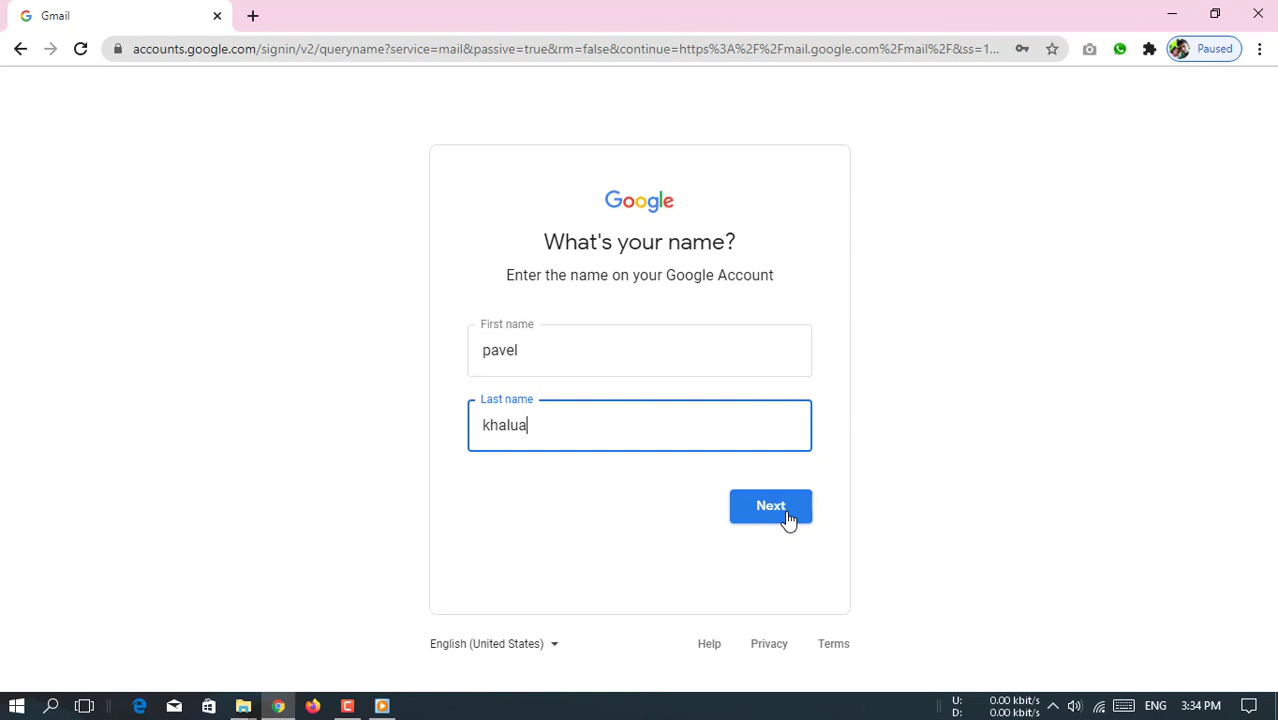 Gmail
accounts.google.com/signin/v2/queryname?service=mail&passive=true&rm=false&continue=https%3A%2F%2Fmail.google.com%2Fmail%2F&ss=1...
Paused
Google
What's your name?
Enter the name on your Google Account
First name
pavel
Last name
khalua
Next
English (United States)
Help
Privacy
Terms
U: 0.00 kbit/s
D: 0.00 kbit/s
ENG
3:34 PM